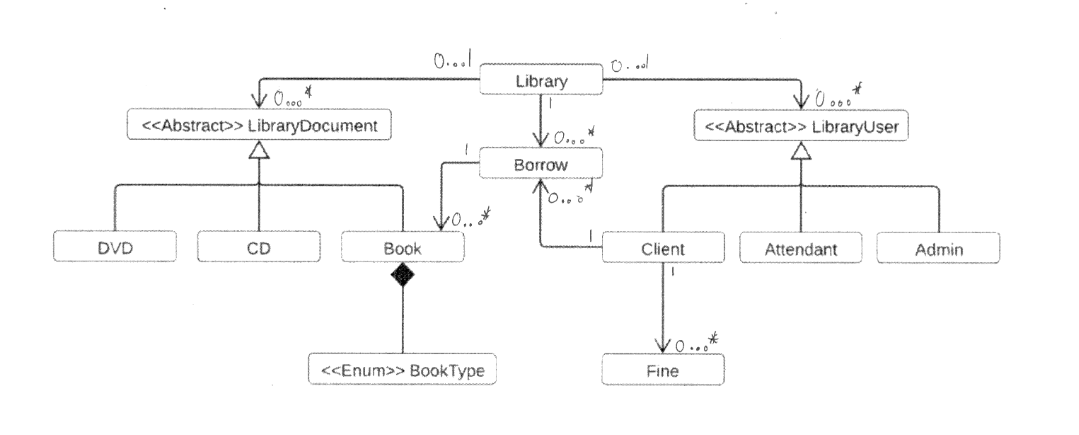 0...1
Library
0...1
0...*
1
0...*
<<Abstract>> LibraryDocument
<<Abstract>> LibraryUser
0...*
1
Borrow
0...*
0...*
1
DVD
CD
Book
Client
Attendant
Admin
1
0...*
<<Enum>> BookType
Fine